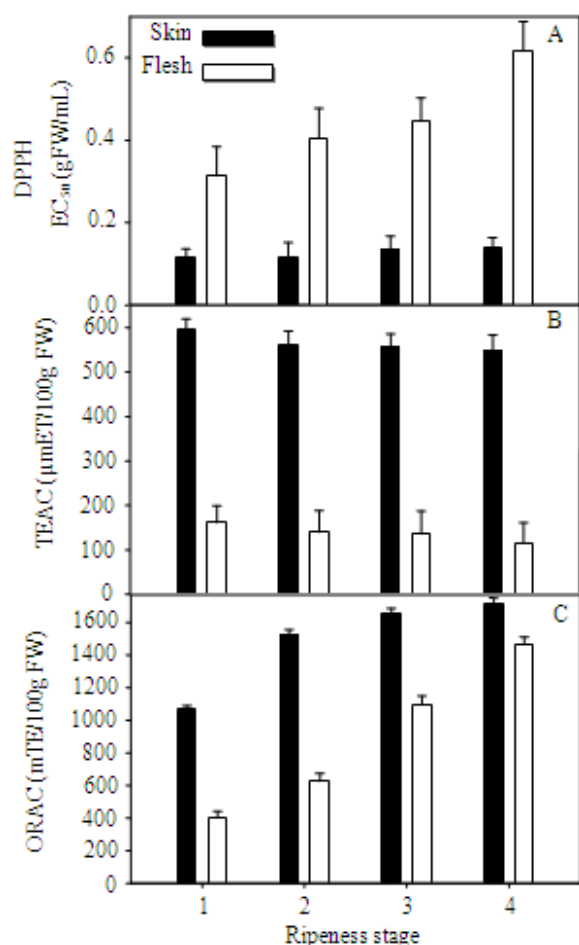 Skin
Flesh
A
DPPH
EC₅₀ (gFW/mL)
0.6
0.4
0.2
0.0
B
TEAC (µmET/100g FW)
600
500
400
300
200
100
0
C
ORAC (mTE/100g FW)
1600
1400
1200
1000
800
600
400
200
0
1 2 3 4
Ripeness stage